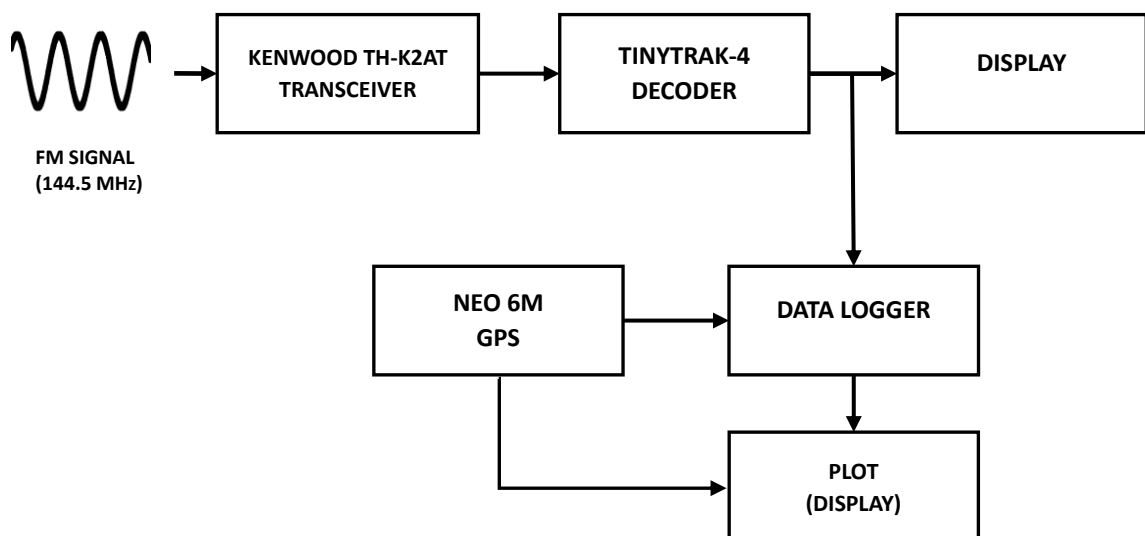 KENWOOD TH-K2AT
TRANSCEIVER
TINYTRAK-4
DECODER
DISPLAY
FM SIGNAL
(144.5 MHz)
NEO 6M
GPS
DATA LOGGER
PLOT
(DISPLAY)